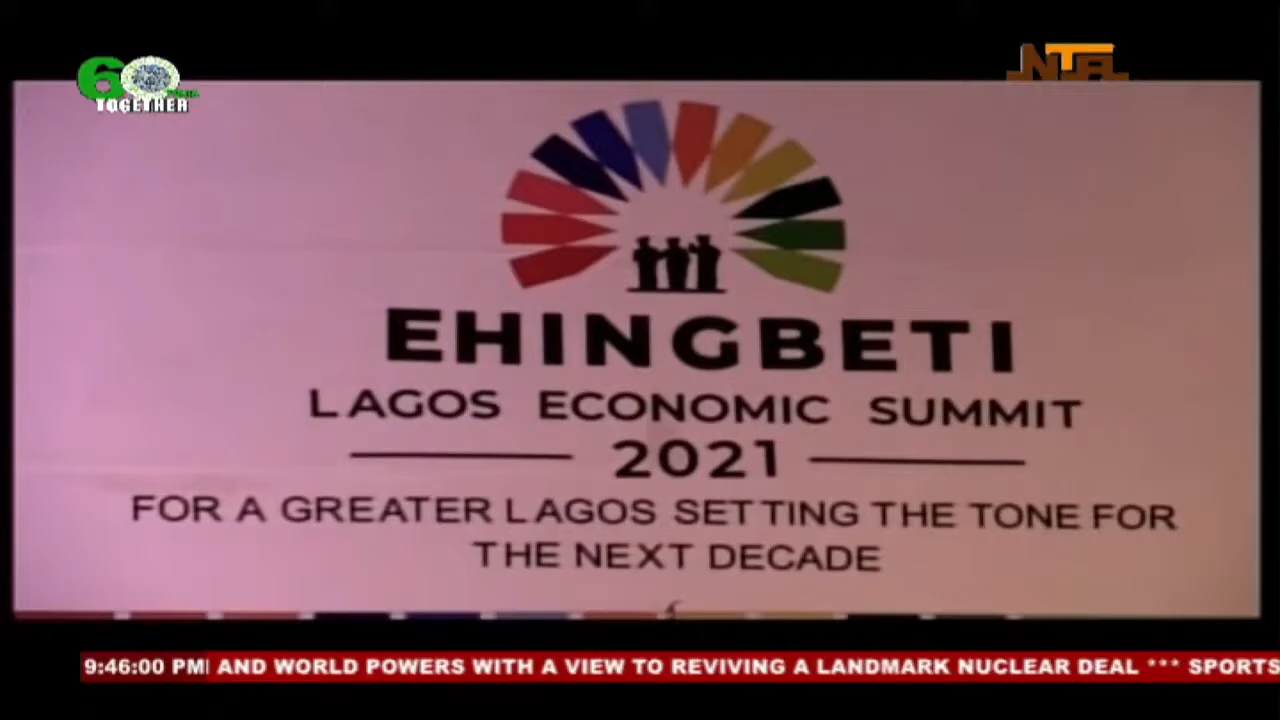 60
TOGETHER
NTA
EHINGBETI
LAGOS ECONOMIC SUMMIT
2021
FOR A GREATER LAGOS SETTING THE TONE FOR
THE NEXT DECADE
9:46:00 PM AND WORLD POWERS WITH A VIEW TO REVIVING A LANDMARK NUCLEAR DEAL *** SPORTS